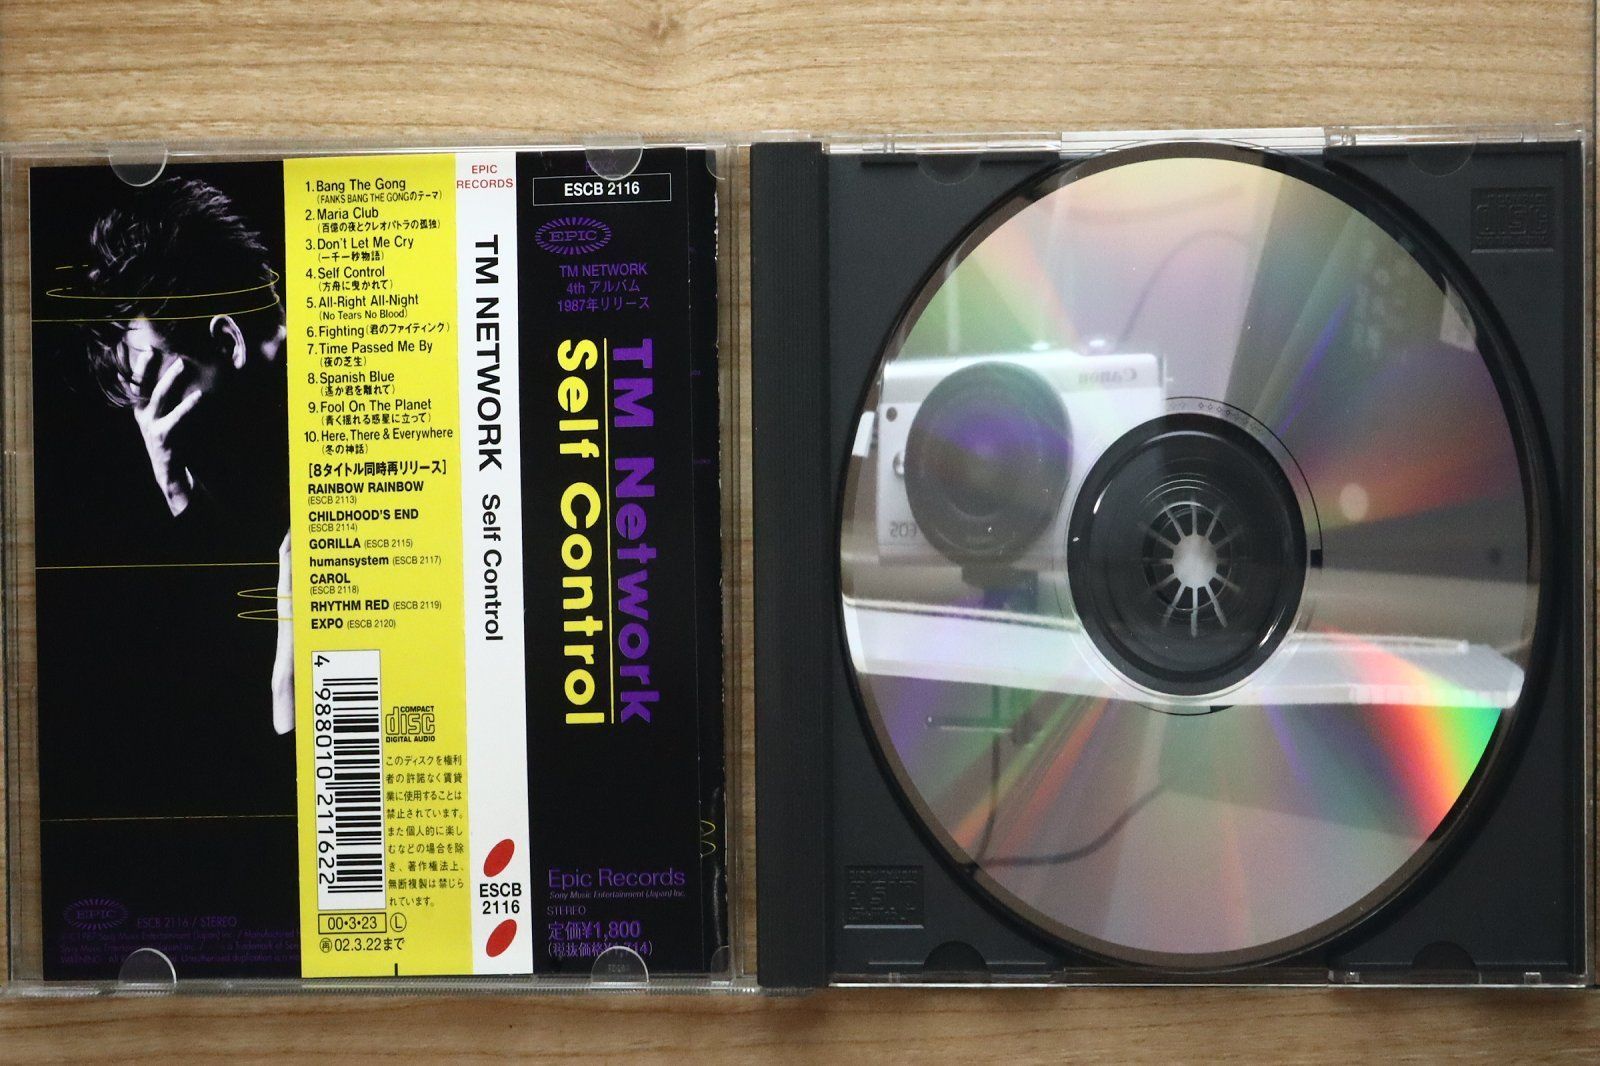 1. Bang The Gong
(FANKS BANG THE GONGのテーマ)
2. Maria Club
(百億の夜とクレオパトラの孤独)
3. Don't Let Me Cry
(一千一秒物語)
4. Self Control
(方舟に曳かれて)
5. All-Right All-Night
(No Tears No Blood)
6. Fighting (君のファイティング)
7. Time Passed Me By
(夜の芝生)
8. Spanish Blue
(遙か君を離れて)
9. Fool On The Planet
(青く揺れる惑星に立って)
10. Here, There & Everywhere
(冬の神話)
[8タイトル同時再リリース]
RAINBOW RAINBOW
(ESCB 2113)
CHILDHOOD'S END
(ESCB 2114)
GORILLA (ESCB 2115)
humansystem (ESCB 2117)
CAROL
(ESCB 2118)
RHYTHM RED (ESCB 2119)
EXPO (ESCB 2120)
4 988010 211622
COMPACT
disc
DIGITAL AUDIO
このディスクを権利
者の許諾なく賃貸
業に使用することは
禁止されています。
また個人的に楽し
むなどの場合を除
き、著作権法上、
無断複製は禁じら
れています。
00・3・23 L
再 02.3.22まで
EPIC
RECORDS
TM NETWORK Self Control
ESCB
2116
ESCB 2116
EPIC
TM NETWORK
4th アルバム
1987年リリース
TM Network
Self Control
Epic Records
Sony Music Entertainment (Japan) Inc.
STEREO
定価¥1,800
(税抜価格¥1,714)
EPIC
ESCB 2116 / STEREO
Canon
EOS